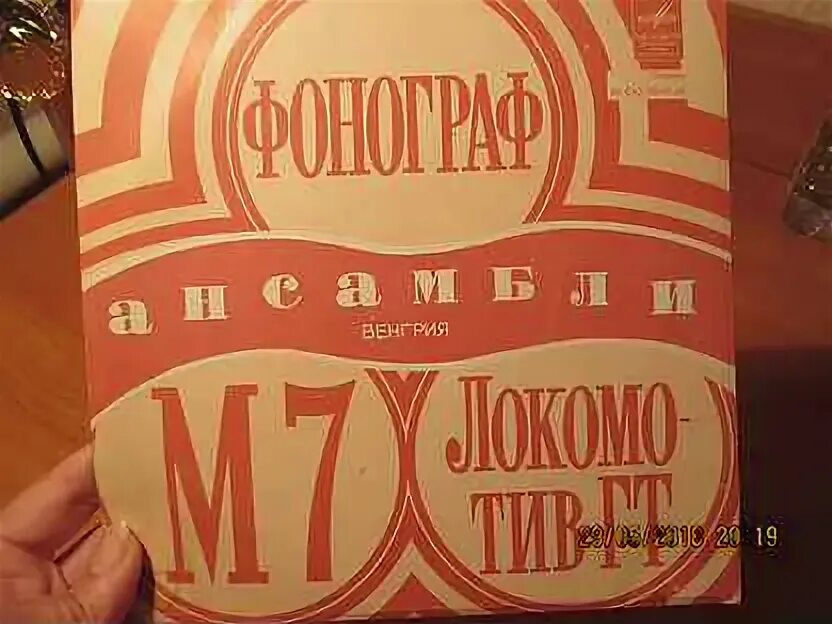 ФОНОГРАФ
ансамбли
ВЕНГРИЯ
М7
ЛОКОМО-
ТИВ ГТ
29/05/2010 20:19